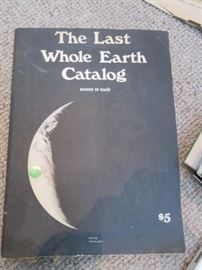 The Last
Whole Earth
Catalog
access to tools
$5